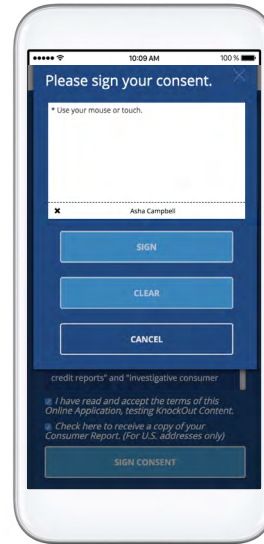 10:09 AM
100 %
Please sign your consent.
* Use your mouse or touch.
Asha Campbell
SIGN
CLEAR
CANCEL
credit reports" and "investigative consumer
I have read and accept the terms of this
Online Application, testing KnockOut Content.
Check here to receive a copy of your
Consumer Report. (For U.S. addresses only)
SIGN CONSENT